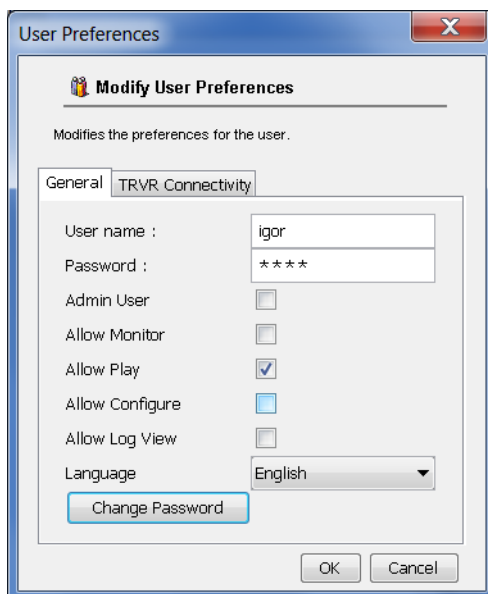 User Preferences
Modify User Preferences
Modifies the preferences for the user.
General TRVR Connectivity
User name : igor
Password : ****
Admin User
Allow Monitor
Allow Play
Allow Configure
Allow Log View
Language English
Change Password
OK Cancel